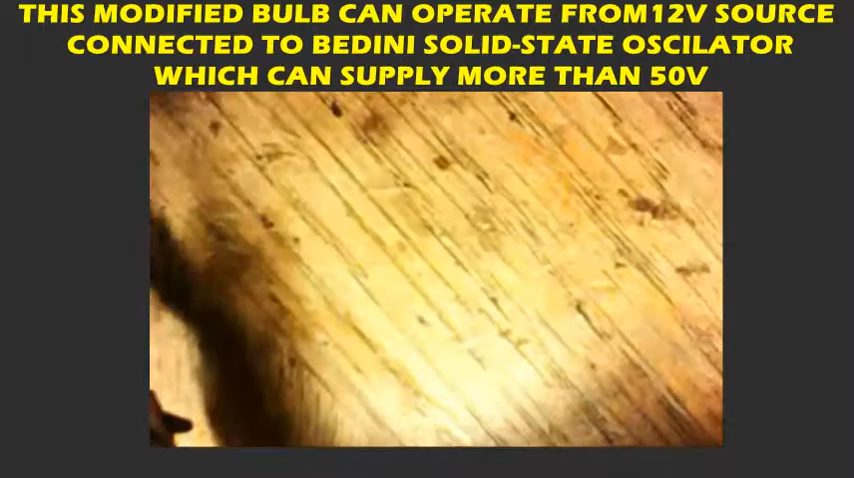 THIS MODIFIED BULB CAN OPERATE FROM12V SOURCE
CONNECTED TO BEDINI SOLID-STATE OSCILATOR
WHICH CAN SUPPLY MORE THAN 50V